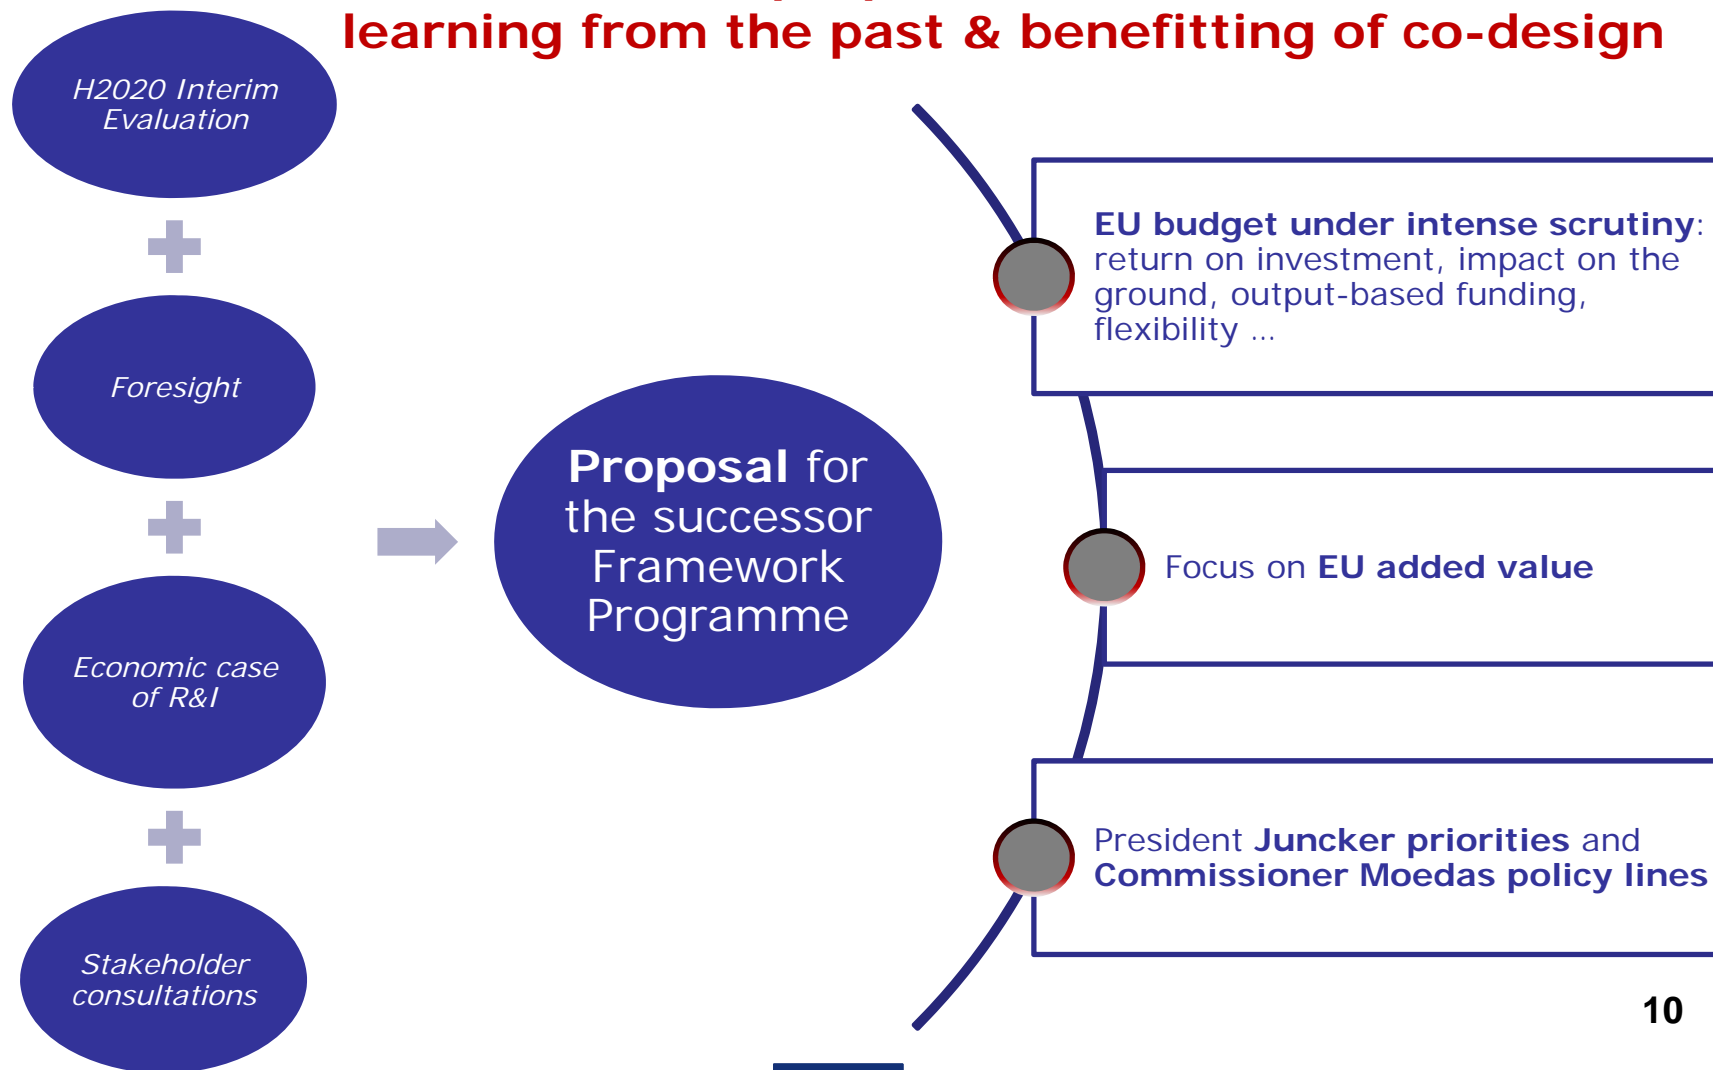 learning from the past & benefitting of co-design
H2020 Interim
Evaluation
Foresight
Economic case
of R&I
Stakeholder
consultations
Proposal for
the successor
Framework
Programme
EU budget under intense scrutiny:
return on investment, impact on the
ground, output-based funding,
flexibility ...
Focus on EU added value
President Juncker priorities and
Commissioner Moedas policy lines
10